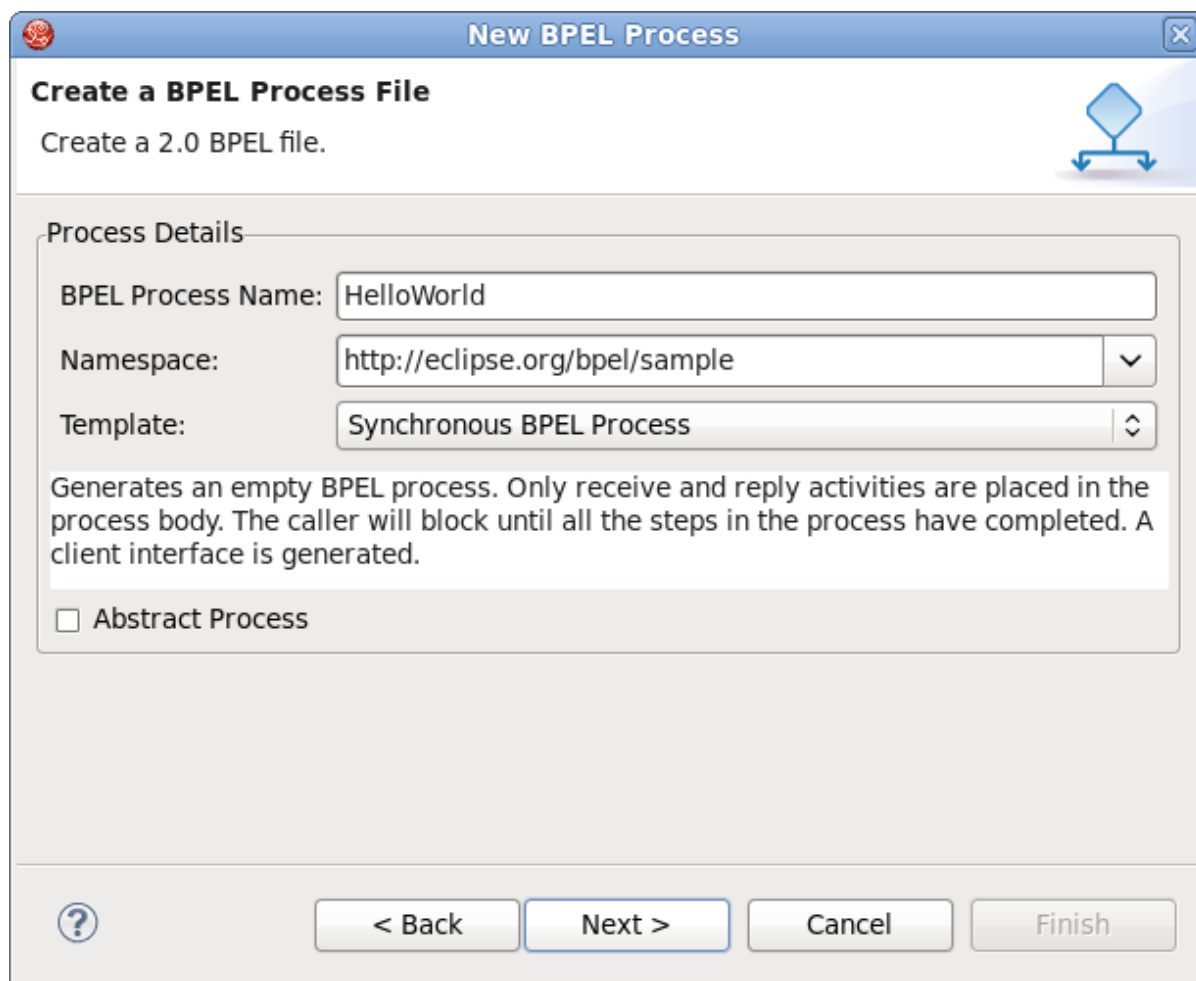 New BPEL Process
Create a BPEL Process File
Create a 2.0 BPEL file.
Process Details
BPEL Process Name: HelloWorld
Namespace: http://eclipse.org/bpel/sample
Template: Synchronous BPEL Process
Generates an empty BPEL process. Only receive and reply activities are placed in the
process body. The caller will block until all the steps in the process have completed. A
client interface is generated.
Abstract Process
? < Back Next > Cancel Finish